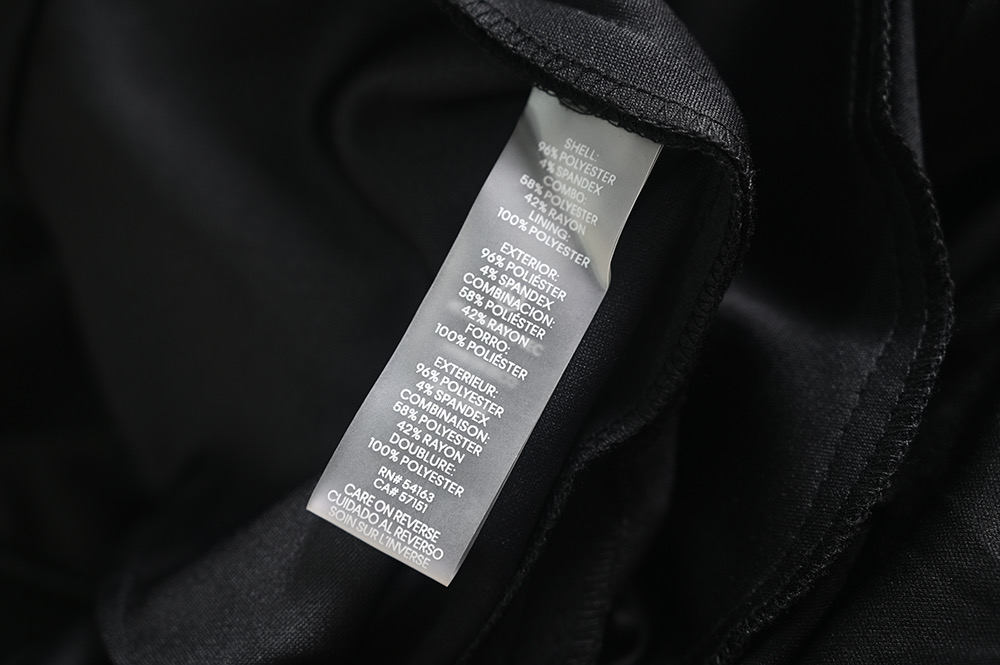 SHELL:
96% POLYESTER
4% SPANDEX
COMBO:
58% POLYESTER
42% RAYON
LINING:
100% POLYESTER
EXTERIOR:
96% POLIÉSTER
4% SPANDEX
COMBINACION:
58% POLIÉSTER
42% RAYON
FORRO:
100% POLIÉSTER
EXTERIEUR:
96% POLYESTER
4% SPANDEX
COMBINAISON:
58% POLYESTER
42% RAYON
DOUBLURE:
100% POLYESTER
RN# 54163
CA# 57151
CARE ON REVERSE
CUIDADO AL REVERSO
SOIN SUR L'INVERSE